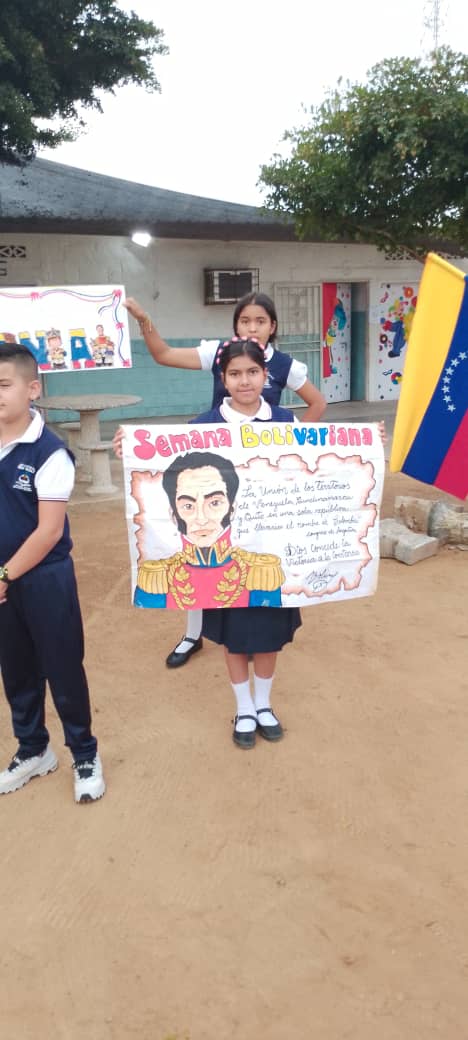 VA
Semana Bolivariana
La Unión de los territorios
de Venezuela, Cundinamarca
y Quito en una sola república
que llevaría el nombre de Colombia
Dios concede la
Victoria a la constancia